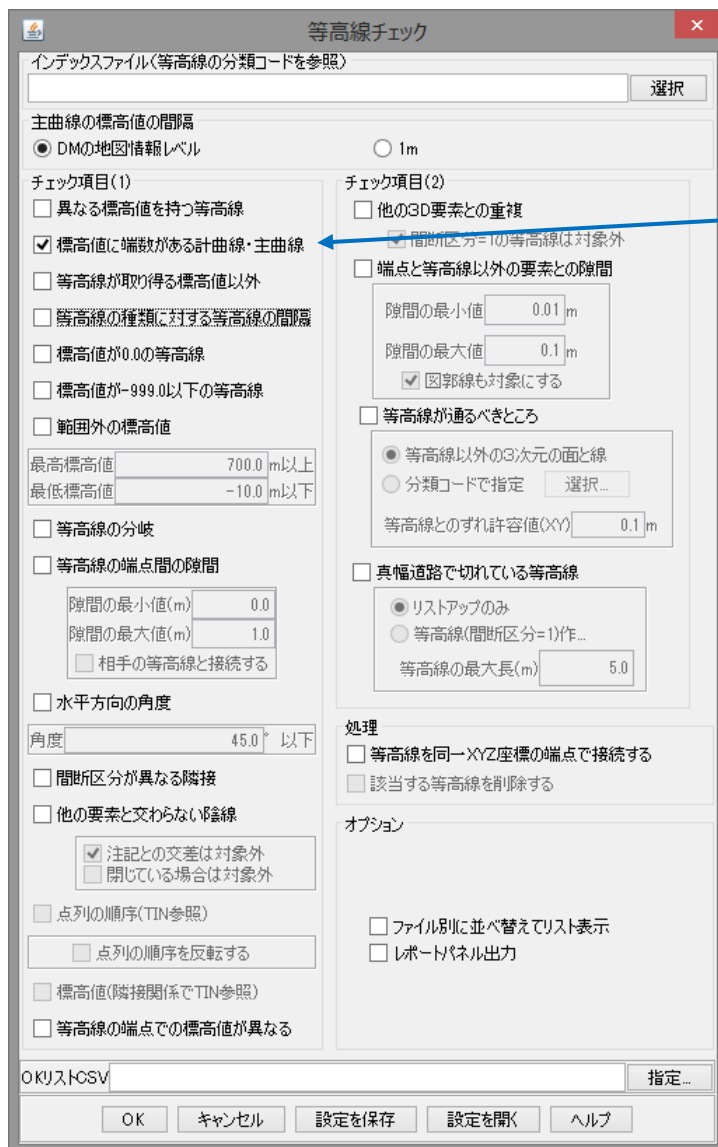 等高線チェック
インデックスファイル(等高線の分類コードを参照)
選択
主曲線の標高値の間隔
DMの地図情報レベル
1m
チェック項目(1)
異なる標高値を持つ等高線
標高値に端数がある計曲線・主曲線
等高線が取り得る標高値以外
等高線の種類に対する等高線の間隔
標高値が0.0の等高線
標高値が-999.0以下の等高線
範囲外の標高値
最高標高値 700.0 m以上
最低標高値 -10.0 m以下
等高線の分岐
等高線の端点間の隙間
隙間の最小値(m) 0.0
隙間の最大値(m) 1.0
相手の等高線と接続する
水平方向の角度
角度 45.0 ° 以下
間断区分が異なる隣接
他の要素と交わらない陰線
注記との交差は対象外
閉じている場合は対象外
点列の順序(TIN参照)
点列の順序を反転する
標高値(隣接関係でTIN参照)
等高線の端点での標高値が異なる
チェック項目(2)
他の3D要素との重複
間断区分=1の等高線は対象外
端点と等高線以外の要素との隙間
隙間の最小値 0.01 m
隙間の最大値 0.1 m
図郭線も対象にする
等高線が通るべきところ
等高線以外の3次元の面と線
分類コードで指定 選択...
等高線とのずれ許容値(XY) 0.1 m
真幅道路で切れている等高線
リストアップのみ
等高線(間断区分=1)作...
等高線の最大長(m) 5.0
処理
等高線を同一XYZ座標の端点で接続する
該当する等高線を削除する
オプション
ファイル別に並べ替えてリスト表示
レポートパネル出力
OKリストCSV 指定...
OK キャンセル 設定を保存 設定を開く ヘルプ